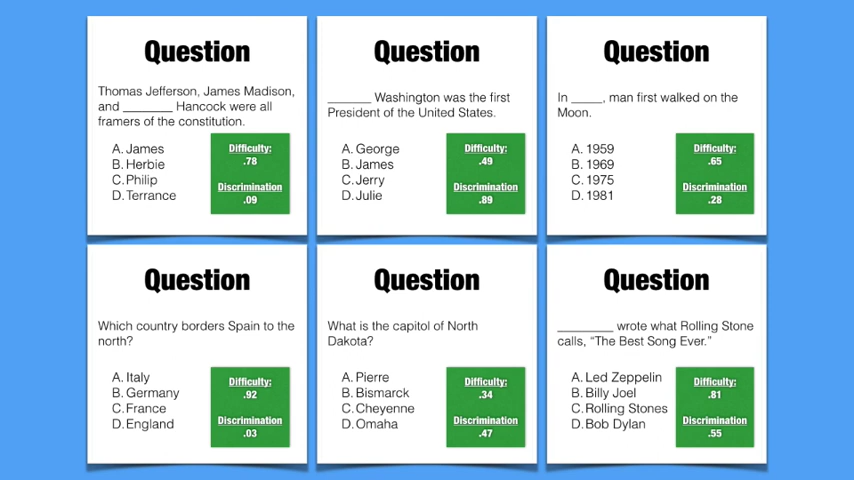 Question
Thomas Jefferson, James Madison,
and ________ Hancock were all
framers of the constitution.
A. James
B. Herbie
C. Philip
D. Terrance
Difficulty:
.78
Discrimination
.09
Question
_______ Washington was the first
President of the United States.
A. George
B. James
C. Jerry
D. Julie
Difficulty:
.49
Discrimination
.89
Question
In _____, man first walked on the
Moon.
A. 1959
B. 1969
C. 1975
D. 1981
Difficulty:
.65
Discrimination
.28
Question
Which country borders Spain to the
north?
A. Italy
B. Germany
C. France
D. England
Difficulty:
.92
Discrimination
.03
Question
What is the capitol of North
Dakota?
A. Pierre
B. Bismarck
C. Cheyenne
D. Omaha
Difficulty:
.34
Discrimination
.47
Question
_________ wrote what Rolling Stone
calls, “The Best Song Ever.”
A. Led Zeppelin
B. Billy Joel
C. Rolling Stones
D. Bob Dylan
Difficulty:
.81
Discrimination
.55